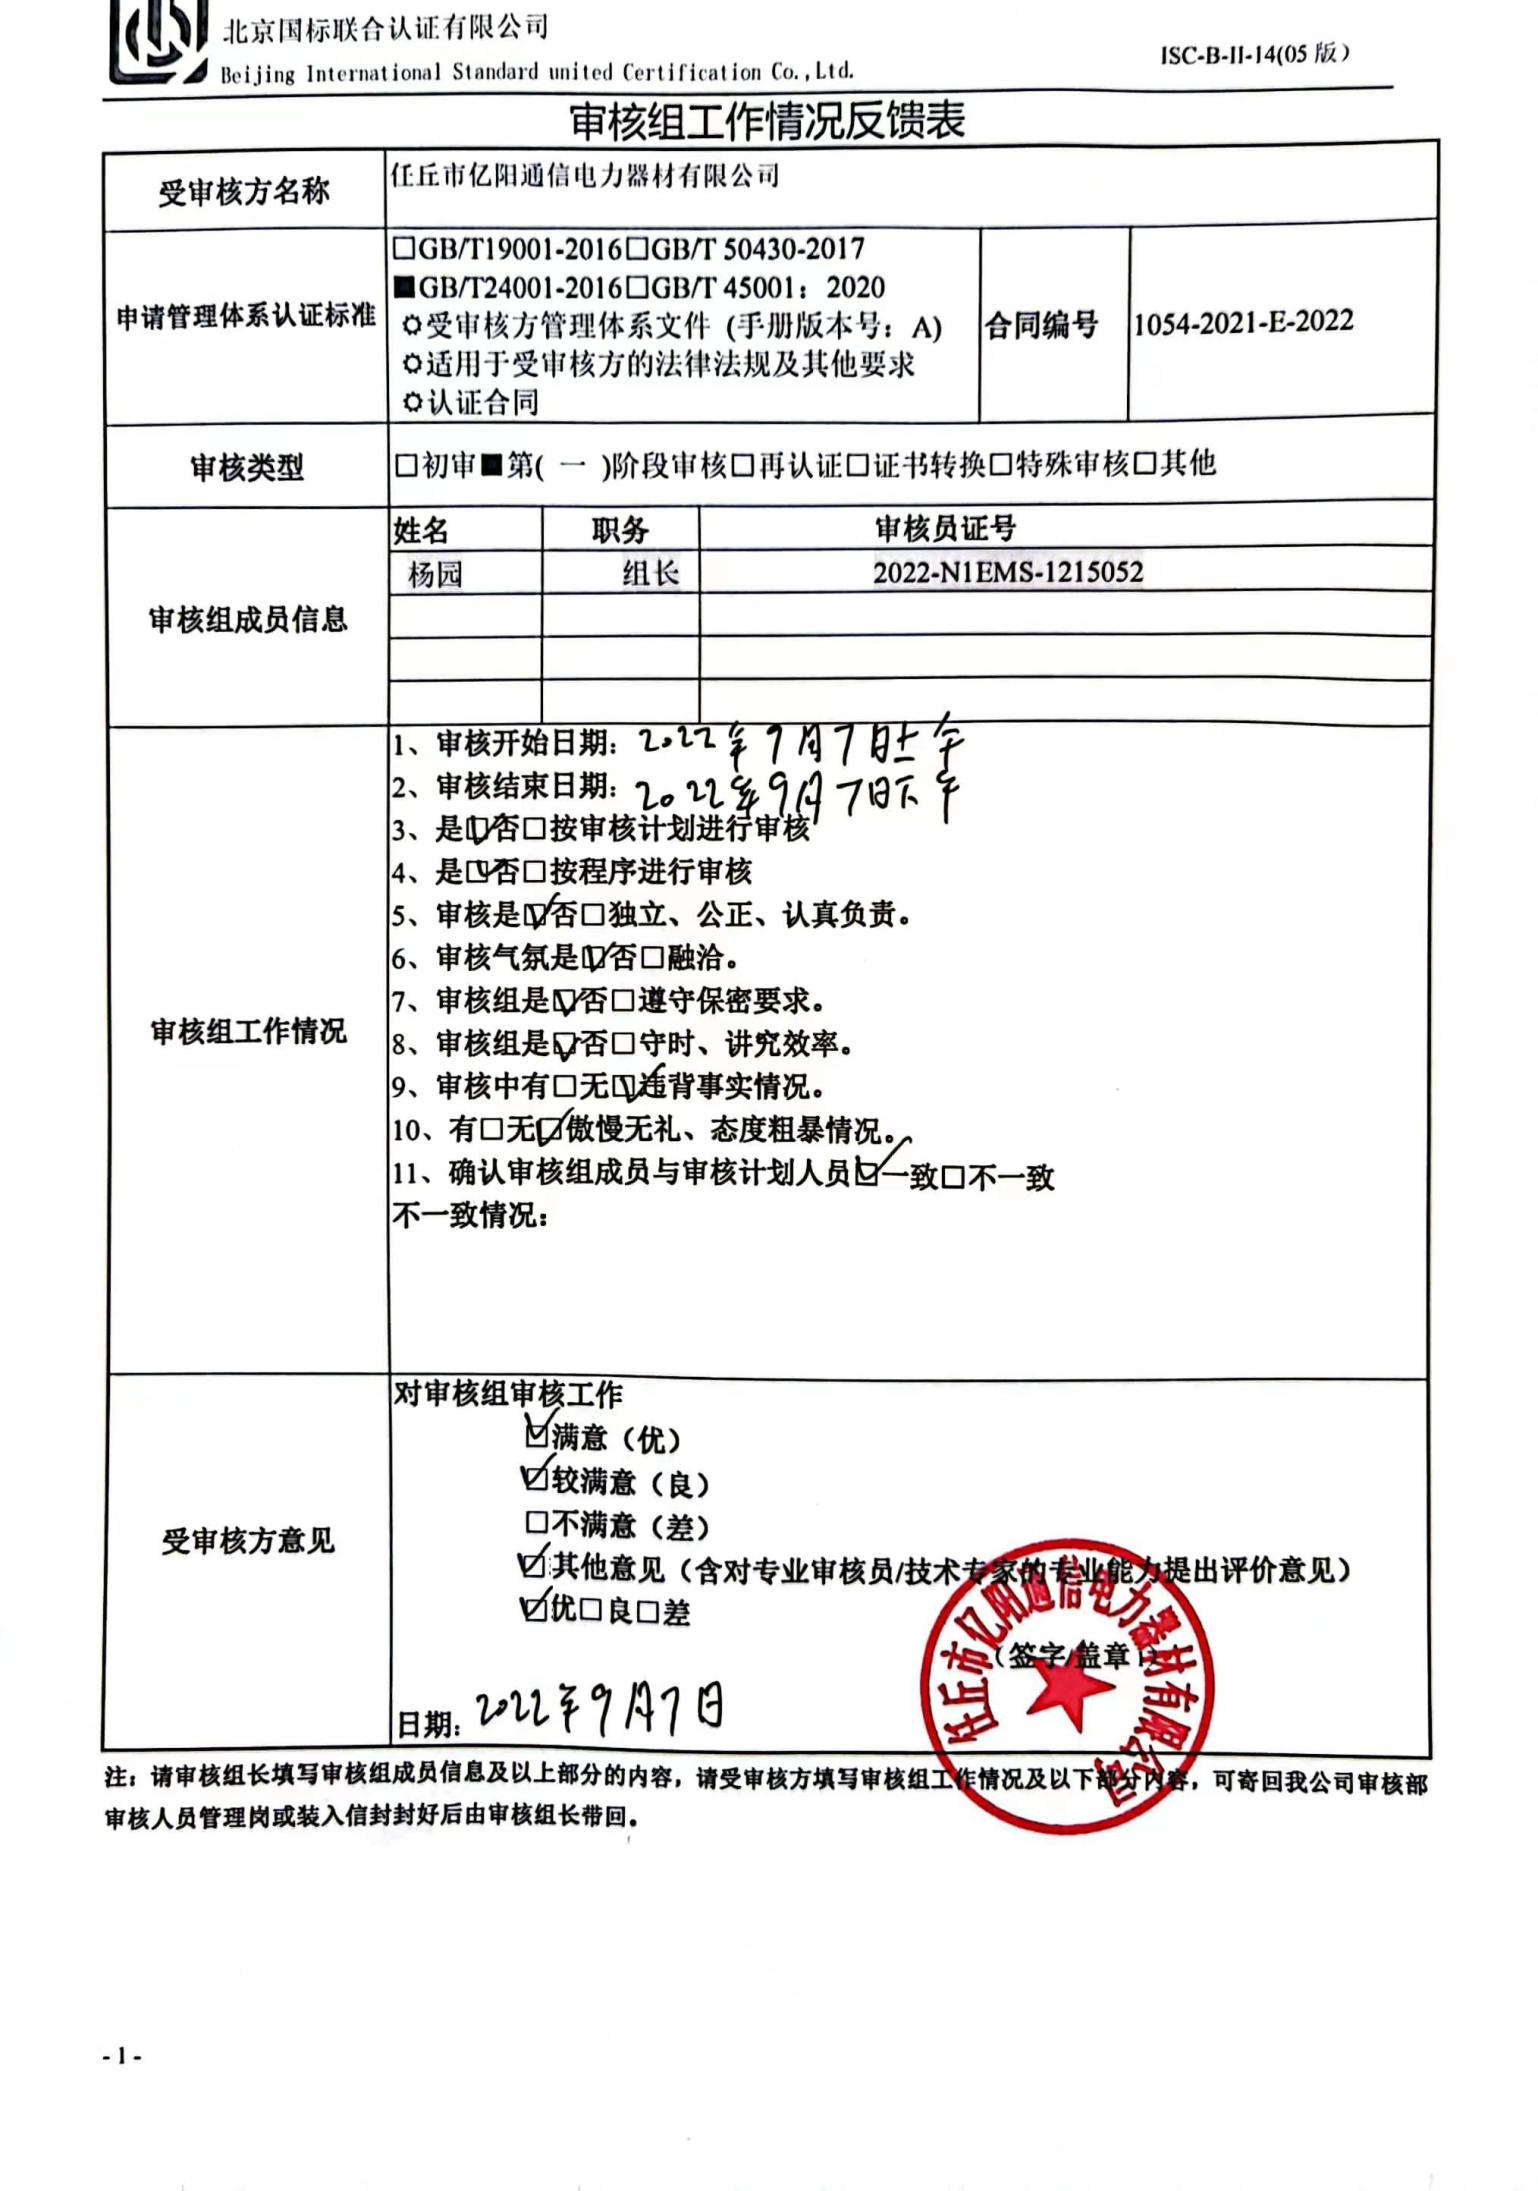 北京国标联合认证有限公司
Beijing International Standard united Certification Co.,Ltd.
ISC-B-II-14(05 版)
审核组工作情况反馈表
受审核方名称
任丘市亿阳通信电力器材有限公司
申请管理体系认证标准
□GB/T19001-2016□GB/T 50430-2017
■GB/T24001-2016□GB/T 45001：2020
✿受审核方管理体系文件 (手册版本号：A)
✿适用于受审核方的法律法规及其他要求
✿认证合同
合同编号
1054-2021-E-2022
审核类型
□初审■第( 一 )阶段审核□再认证□证书转换□特殊审核□其他
审核组成员信息
姓名 职务 审核员证号
杨园 组长 2022-N1EMS-1215052
审核组工作情况
1、审核开始日期：2022年9月7日上午
2、审核结束日期：2022年9月7日下午
3、是☑否□按审核计划进行审核
4、是☑否□按程序进行审核
5、审核是☑否□独立、公正、认真负责。
6、审核气氛是☑否□融洽。
7、审核组是☑否□遵守保密要求。
8、审核组是☑否□守时、讲究效率。
9、审核中有□无☑违背事实情况。
10、有□无☑傲慢无礼、态度粗暴情况。
11、确认审核组成员与审核计划人员☑一致□不一致
不一致情况：
受审核方意见
对审核组审核工作
☑满意（优）
☑较满意（良）
□不满意（差）
☑其他意见（含对专业审核员/技术专家的专业能力提出评价意见）
☑优□良□差
（签字/盖章）
任丘市亿阳通信电力器材有限公司
日期：2022年9月7日
注：请审核组长填写审核组成员信息及以上部分的内容，请受审核方填写审核组工作情况及以下部分内容，可寄回我公司审核部
审核人员管理岗或装入信封封好后由审核组长带回。
- 1 -